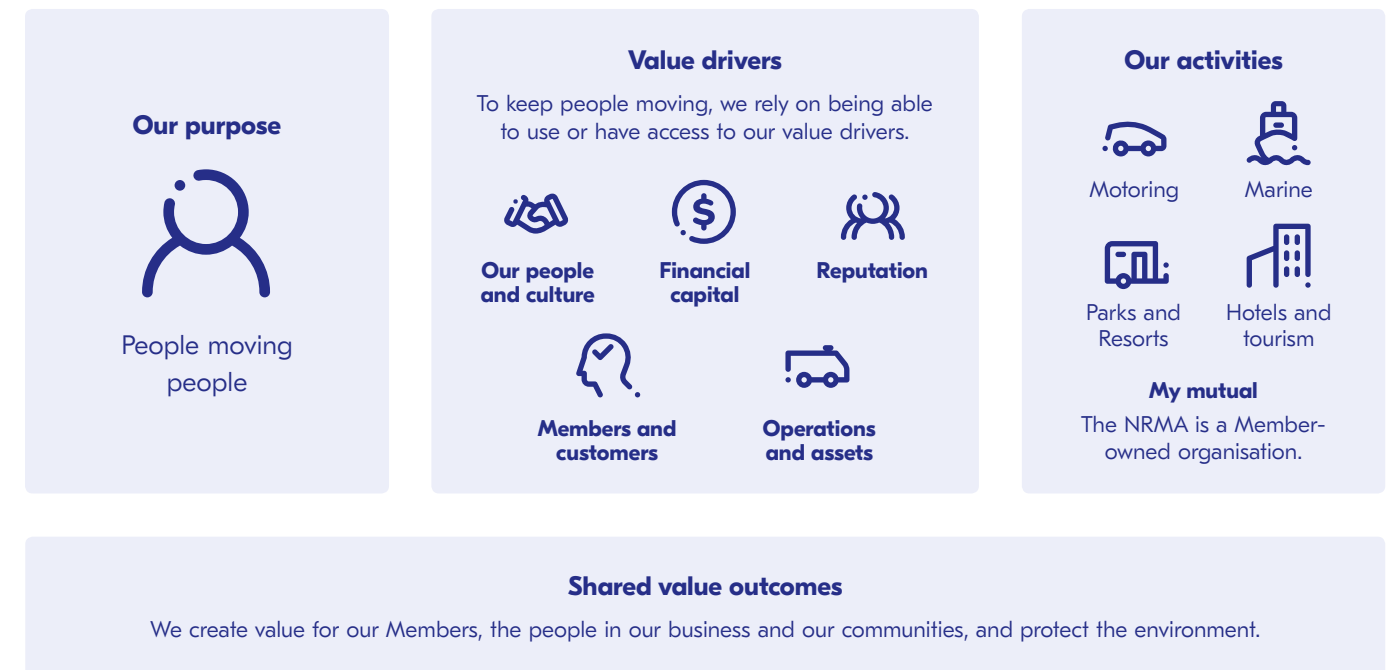 Our purpose
People moving
people
Value drivers
To keep people moving, we rely on being able
to use or have access to our value drivers.
Our people
and culture
Financial
capital
Reputation
Members and
customers
Operations
and assets
Our activities
Motoring
Marine
Parks and
Resorts
Hotels and
tourism
My mutual
The NRMA is a Member-
owned organisation.
Shared value outcomes
We create value for our Members, the people in our business and our communities, and protect the environment.